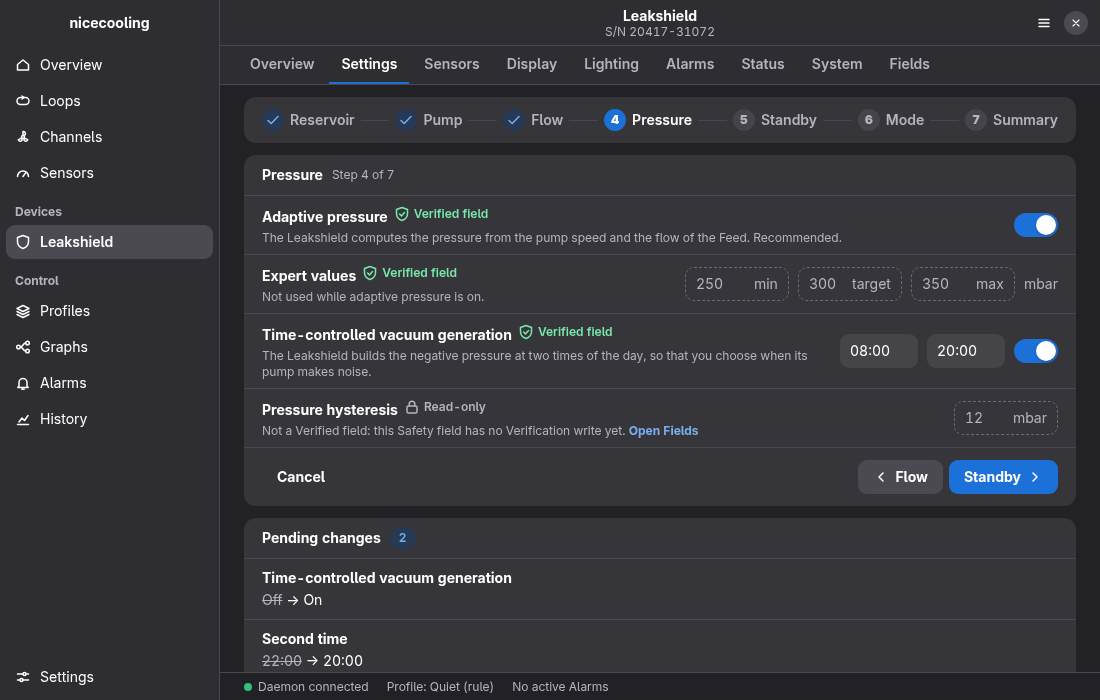 nicecooling
Leakshield
S/N 20417-31072
Overview
Loops
Channels
Sensors
Devices
Leakshield
Control
Profiles
Graphs
Alarms
History
Settings
Overview Settings Sensors Display Lighting Alarms Status System Fields
Reservoir Pump Flow 4 Pressure 5 Standby 6 Mode 7 Summary
Pressure Step 4 of 7
Adaptive pressure Verified field
The Leakshield computes the pressure from the pump speed and the flow of the Feed. Recommended.
Expert values Verified field
Not used while adaptive pressure is on.
250 min 300 target 350 max mbar
Time-controlled vacuum generation Verified field
The Leakshield builds the negative pressure at two times of the day, so that you choose when its
pump makes noise.
08:00 20:00
Pressure hysteresis Read-only
Not a Verified field: this Safety field has no Verification write yet. Open Fields
12 mbar
Cancel Flow Standby
Pending changes 2
Time-controlled vacuum generation
Off → On
Second time
22:00 → 20:00
Daemon connected Profile: Quiet (rule) No active Alarms